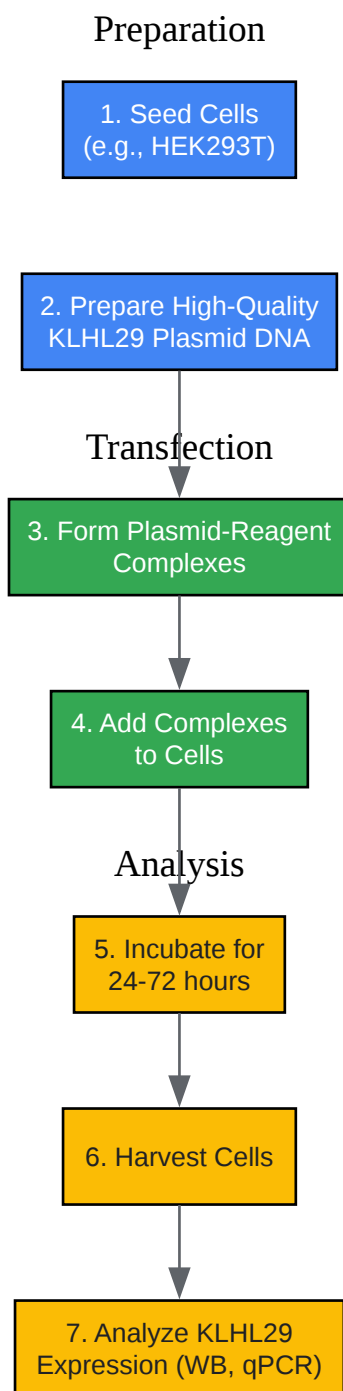 Preparation
1. Seed Cells
(e.g., HEK293T)
2. Prepare High-Quality
KLHL29 Plasmid DNA
Transfection
3. Form Plasmid-Reagent
Complexes
4. Add Complexes
to Cells
Analysis
5. Incubate for
24-72 hours
6. Harvest Cells
7. Analyze KLHL29
Expression (WB, qPCR)